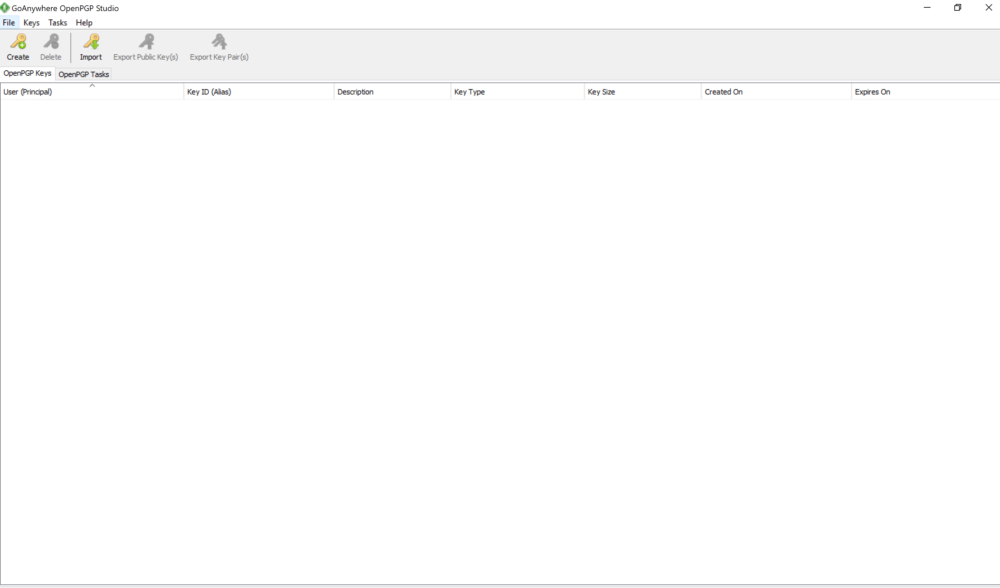 GoAnywhere OpenPGP Studio
File Keys Tasks Help
Create Delete Import Export Public Key(s) Export Key Pair(s)
OpenPGP Keys OpenPGP Tasks
User (Principal) Key ID (Alias) Description Key Type Key Size Created On Expires On